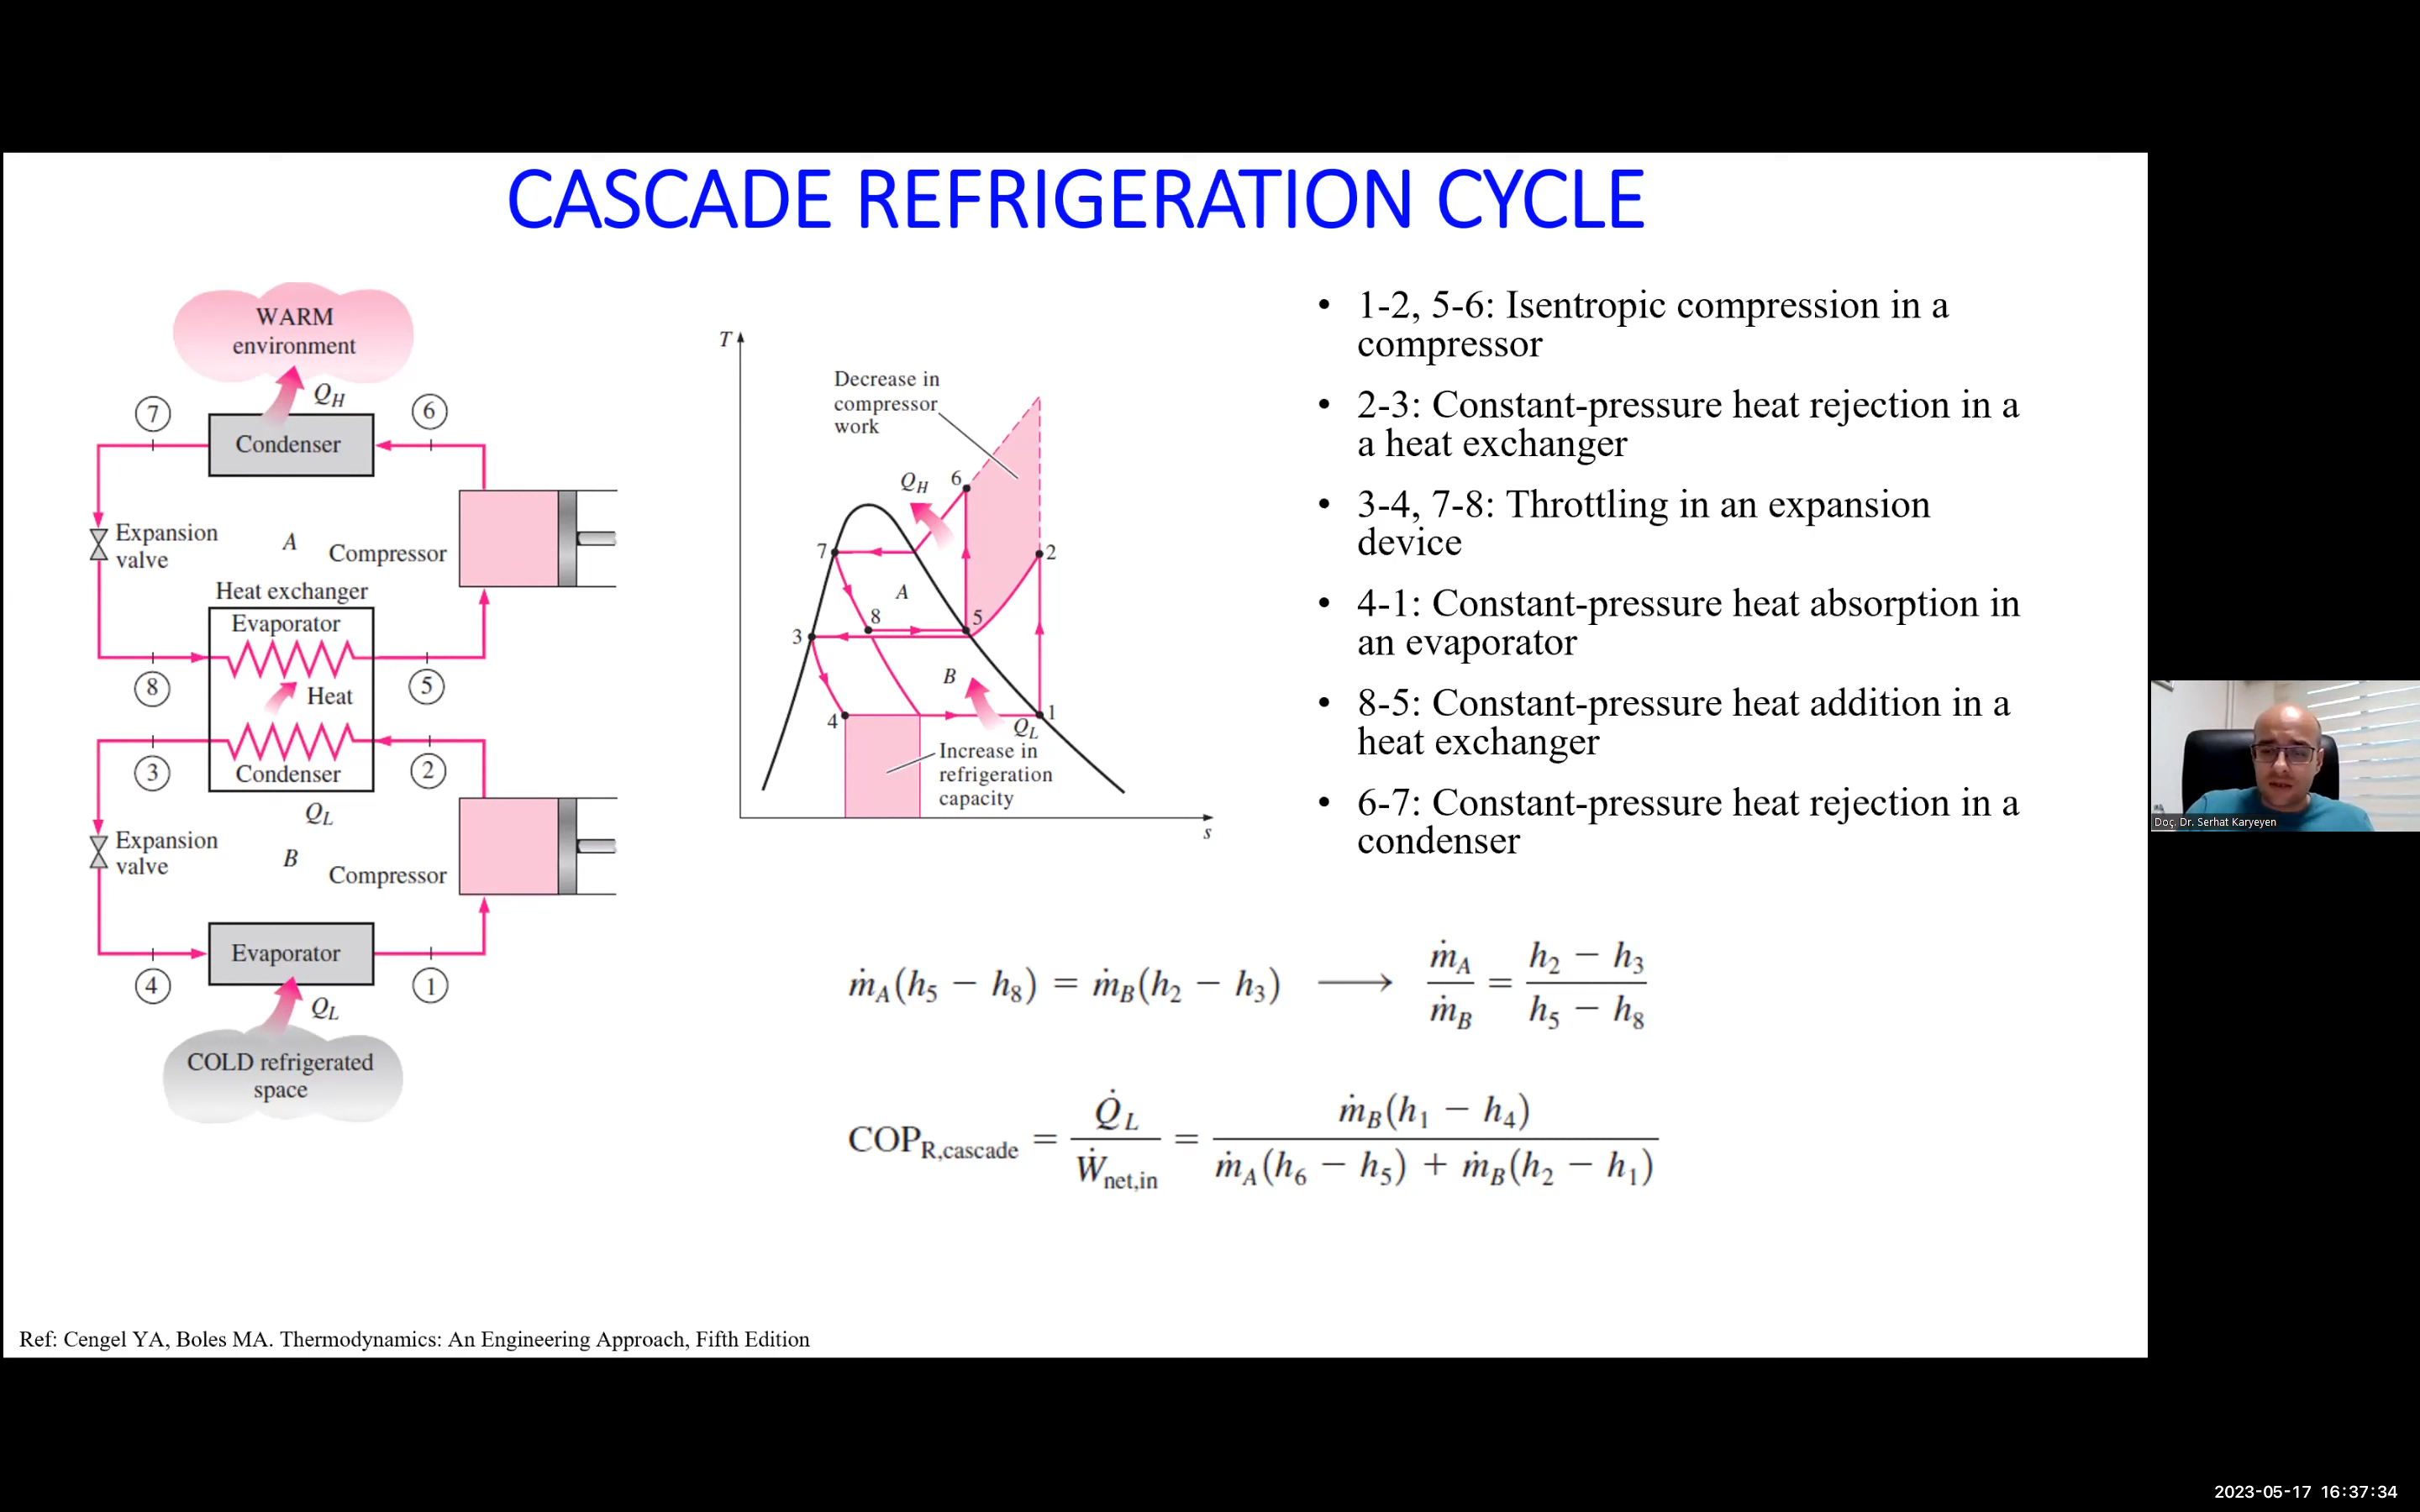 CASCADE REFRIGERATION CYCLE
WARM
environment
Q_H
7
6
Condenser
Expansion
valve
A
Compressor
Heat exchanger
Evaporator
8
Heat
5
3
Condenser
2
Q_L
Expansion
valve
B
Compressor
Evaporator
4
1
Q_L
COLD refrigerated
space
T
Decrease in
compressor
work
Q_H
6
7
2
A
8
5
3
B
4
1
Q_L
Increase in
refrigeration
capacity
s
• 1-2, 5-6: Isentropic compression in a
compressor
• 2-3: Constant-pressure heat rejection in a
a heat exchanger
• 3-4, 7-8: Throttling in an expansion
device
• 4-1: Constant-pressure heat absorption in
an evaporator
• 8-5: Constant-pressure heat addition in a
heat exchanger
• 6-7: Constant-pressure heat rejection in a
condenser
ṁ_A(h_5 − h_8) = ṁ_B(h_2 − h_3) ⟶ ṁ_A/ṁ_B = (h_2 − h_3)/(h_5 − h_8)
COP_R,cascade = Q̇_L/Ẇ_net,in = ṁ_B(h_1 − h_4)/(ṁ_A(h_6 − h_5) + ṁ_B(h_2 − h_1))
Ref: Cengel YA, Boles MA. Thermodynamics: An Engineering Approach, Fifth Edition
Doç. Dr. Serhat Karyeyen
2023-05-17 16:37:34